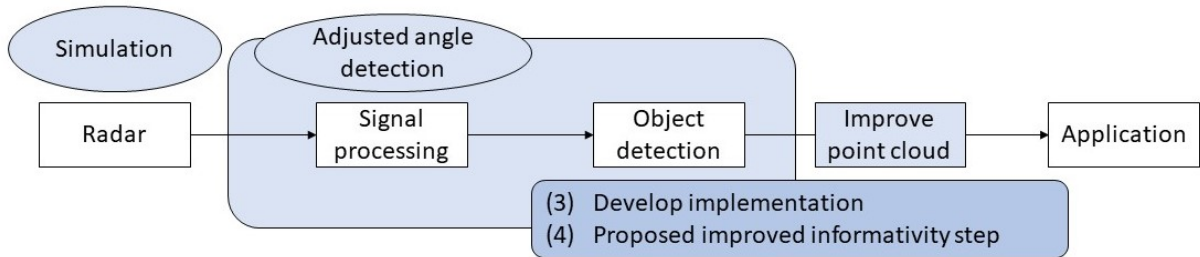 Simulation
Adjusted angle
detection
Radar
Signal
processing
Object
detection
Improve
point cloud
Application
(3) Develop implementation
(4) Proposed improved informativity step